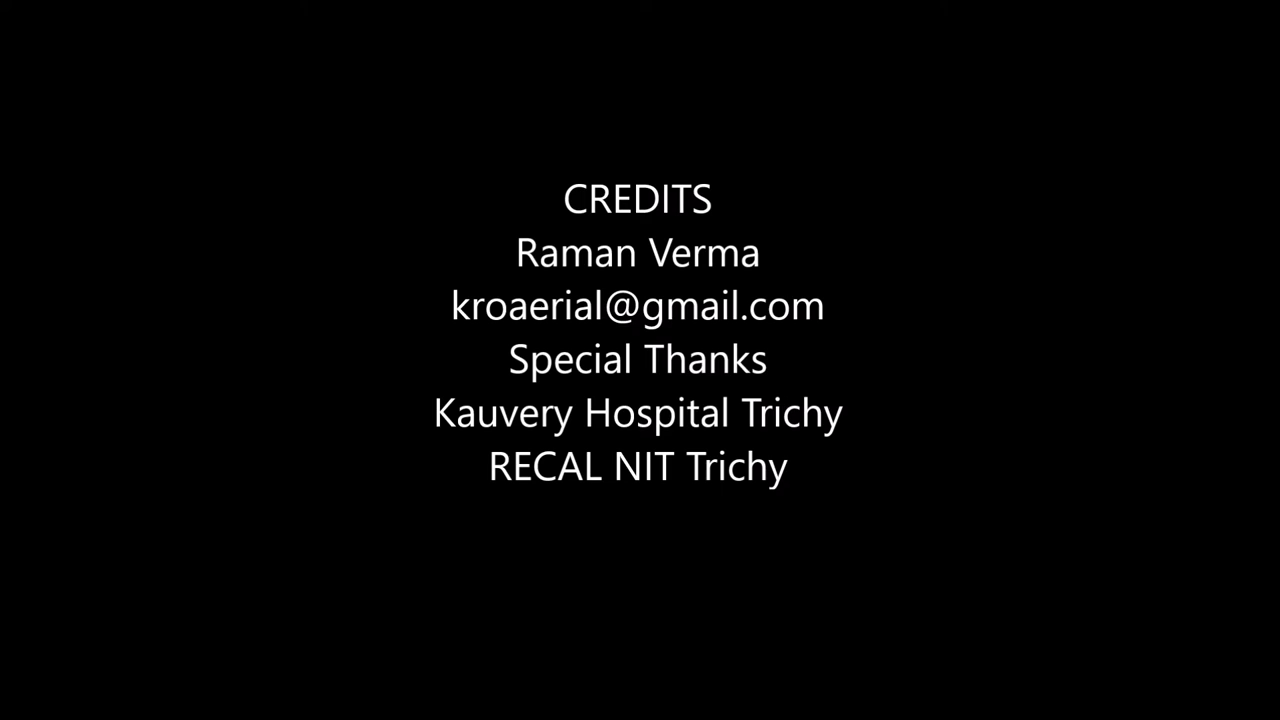 CREDITS
Raman Verma
kroaerial@gmail.com
Special Thanks
Kauvery Hospital Trichy
RECAL NIT Trichy